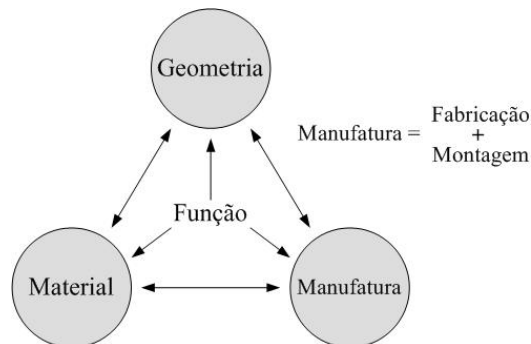 Geometria
Manufatura = Fabricação
+
Montagem
Função
Material
Manufatura